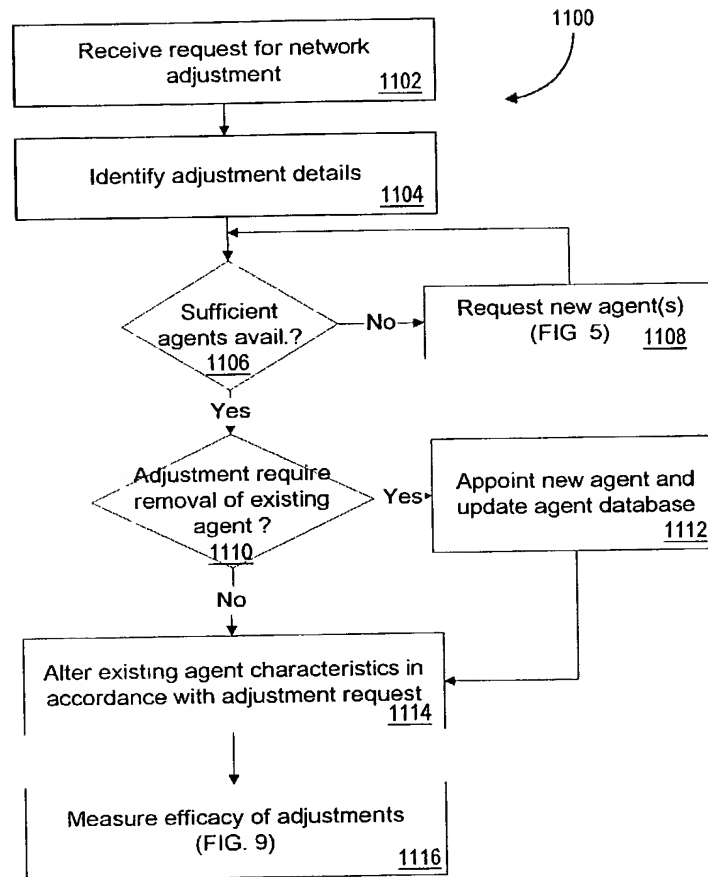 1100
Receive request for network
adjustment
1102
Identify adjustment details
1104
Sufficient
agents avail.?
1106
No
Request new agent(s)
(FIG 5)
1108
Yes
Adjustment require
removal of existing
agent ?
1110
Yes
Appoint new agent and
update agent database
1112
No
Alter existing agent characteristics in
accordance with adjustment request
1114
Measure efficacy of adjustments
(FIG. 9)
1116